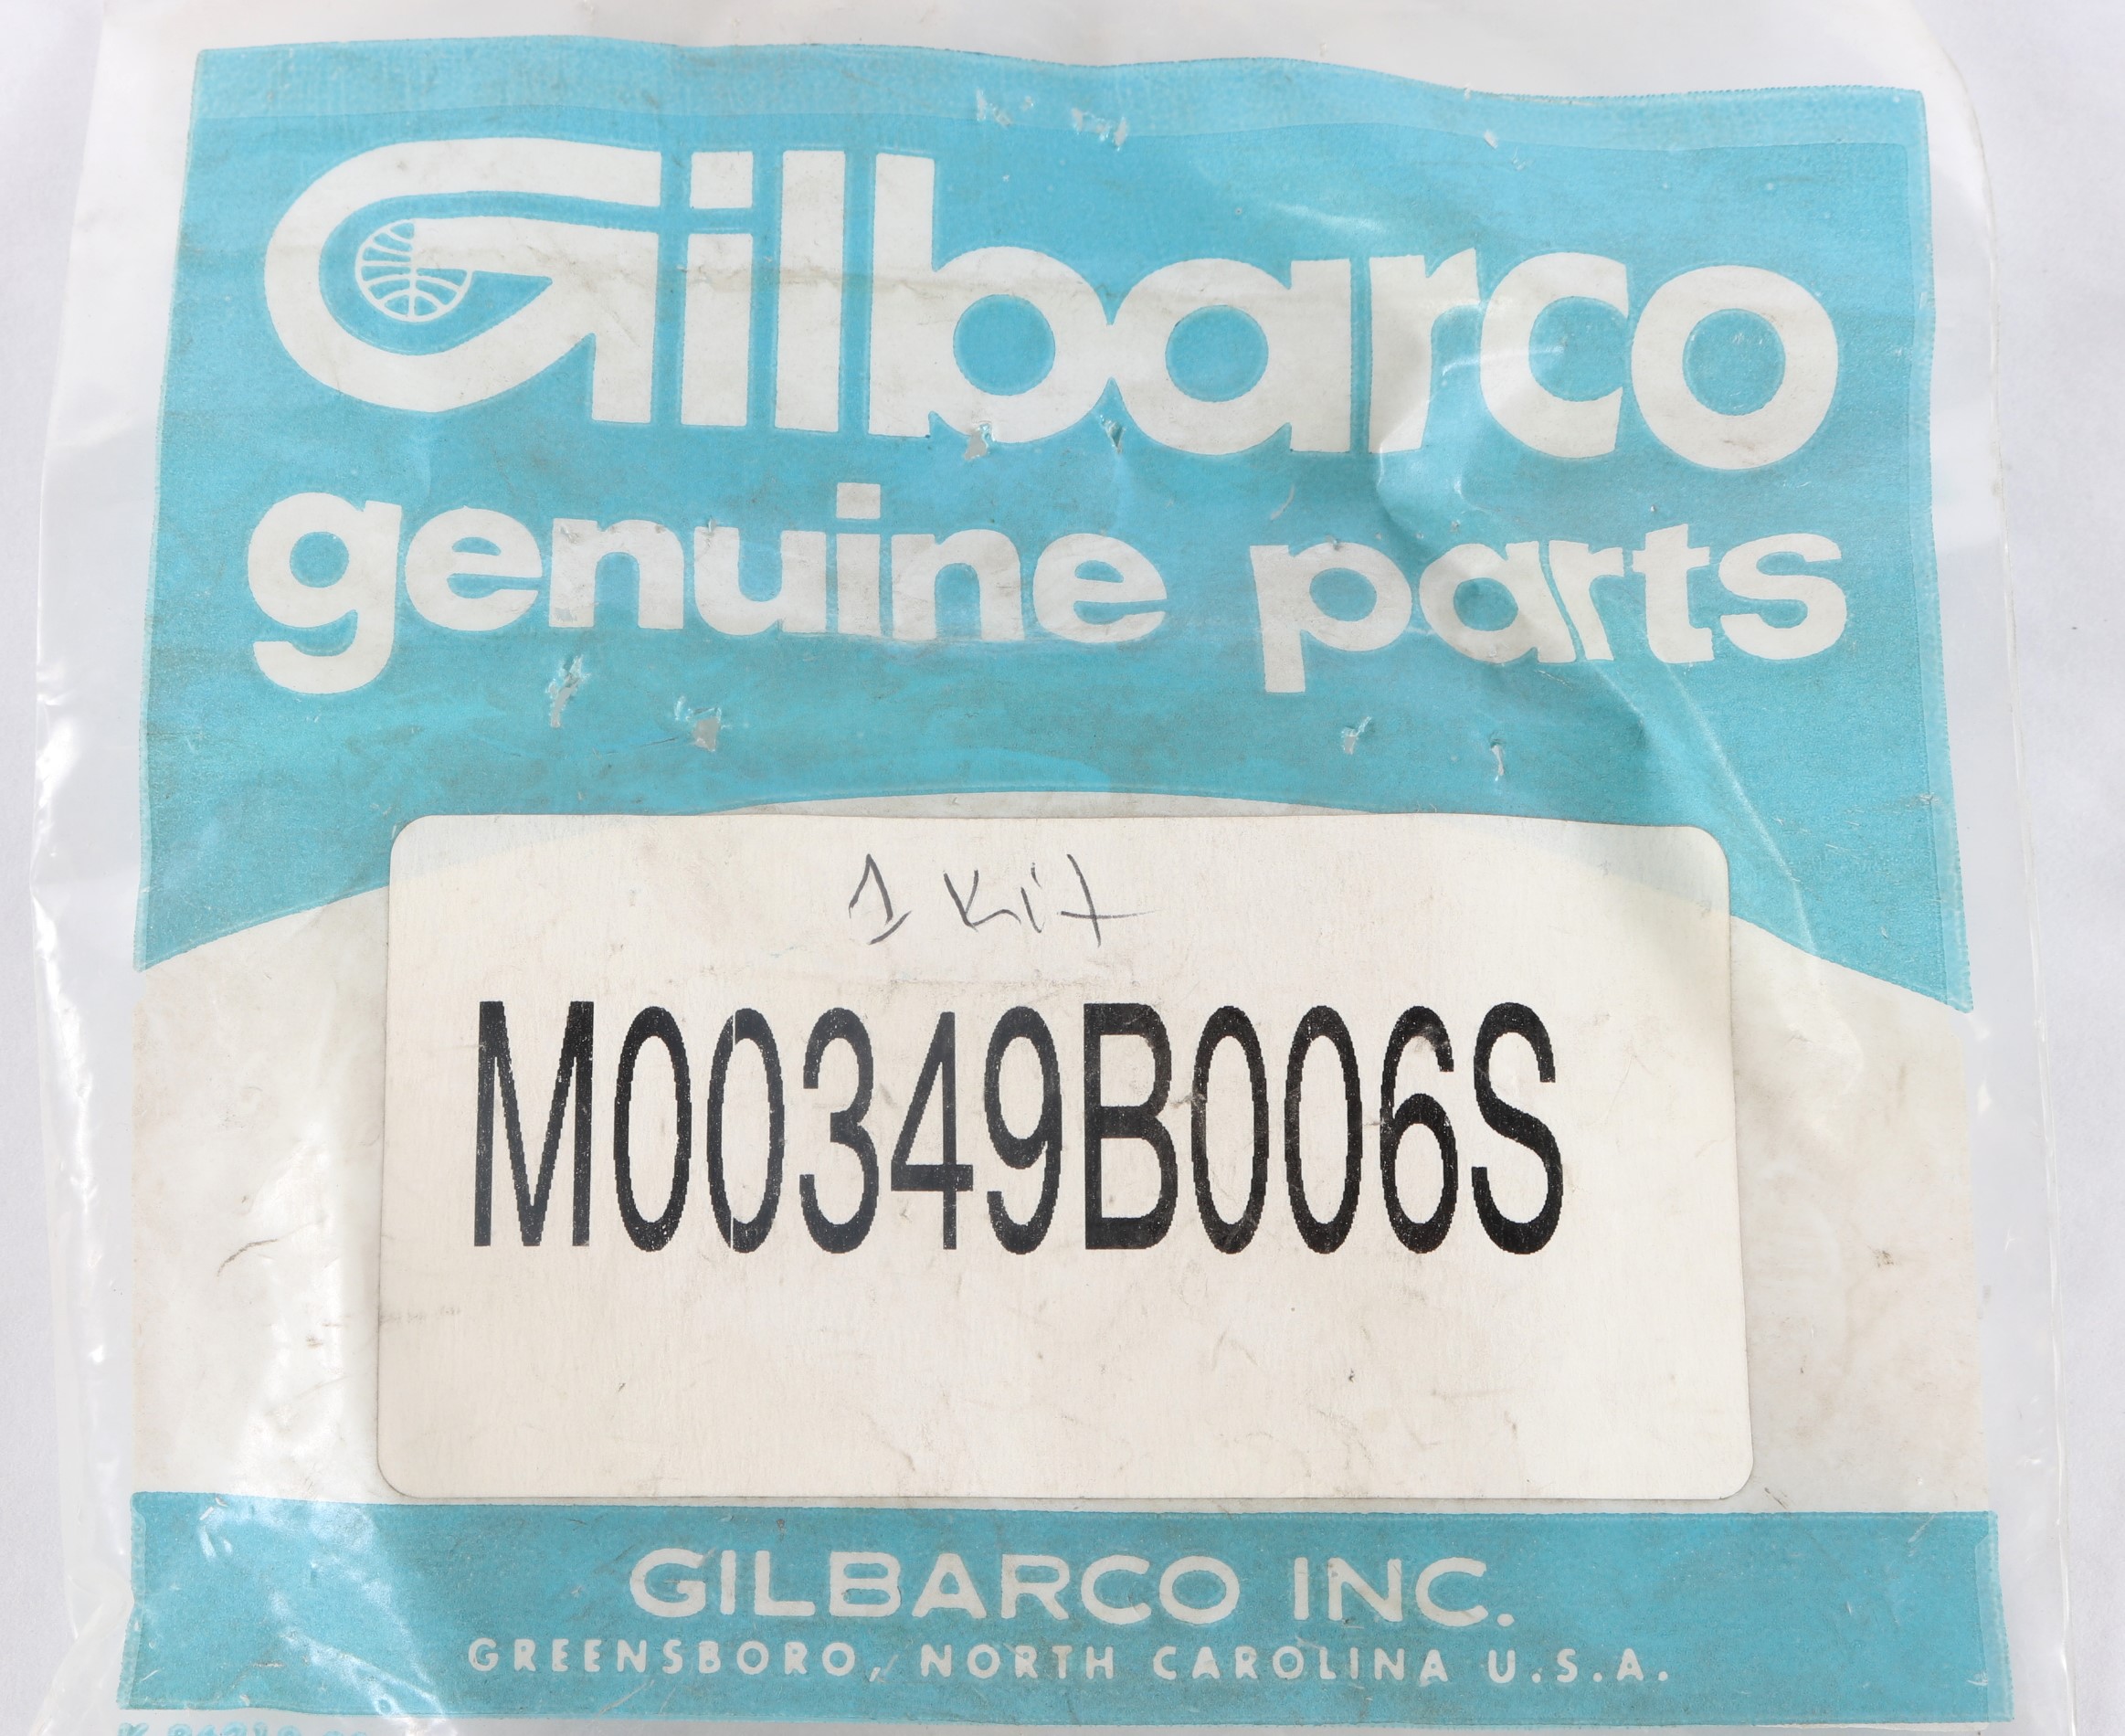 Gilbarco
genuine parts
1 Kit
M00349B006S
GILBARCO INC.
GREENSBORO, NORTH CAROLINA U.S.A.